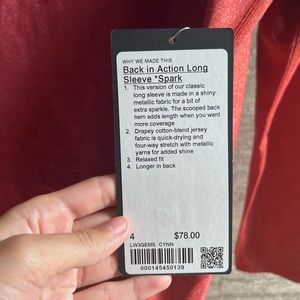 WHY WE MADE THIS
Back in Action Long
Sleeve *Spark
1. This version of our classic
long sleeve is made in a shiny
metallic fabric for a bit of
extra sparkle. The scooped back
hem adds length when you want
more coverage
2. Drapey cotton-blend jersey
fabric is quick-drying and
four-way stretch with metallic
yarns for added shine
3. Relaxed fit
4. Longer in back
4 $78.00
LW3GEMS CYNN
000145450139